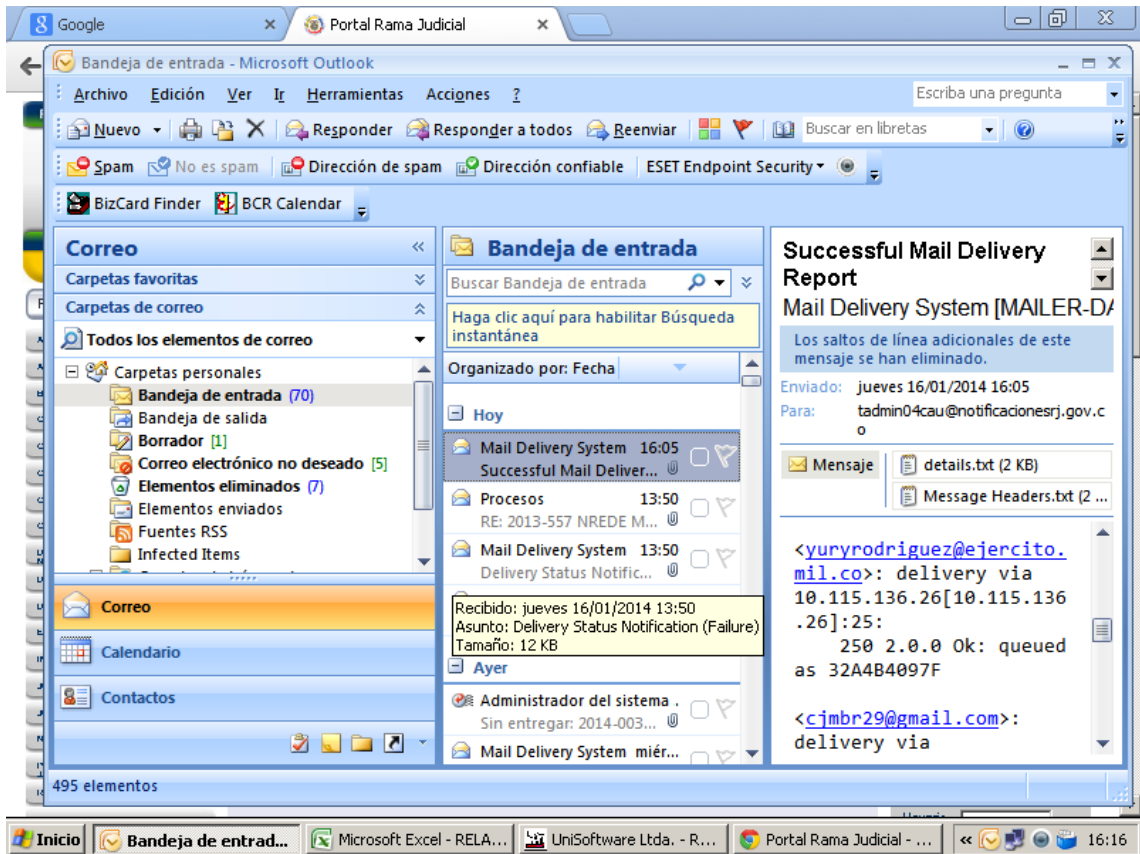 Google
Portal Rama Judicial
Bandeja de entrada - Microsoft Outlook
Archivo Edición Ver Ir Herramientas Acciones ?
Escriba una pregunta
Nuevo Responder Responder a todos Reenviar Buscar en libretas
Spam No es spam Dirección de spam Dirección confiable ESET Endpoint Security
BizCard Finder BCR Calendar
Correo
Carpetas favoritas
Carpetas de correo
Todos los elementos de correo
Carpetas personales
Bandeja de entrada (70)
Bandeja de salida
Borrador [1]
Correo electrónico no deseado [5]
Elementos eliminados (7)
Elementos enviados
Fuentes RSS
Infected Items
Correo
Calendario
Contactos
Bandeja de entrada
Buscar Bandeja de entrada
Haga clic aquí para habilitar Búsqueda
instantánea
Organizado por: Fecha
Hoy
Mail Delivery System 16:05
Successful Mail Deliver...
Procesos 13:50
RE: 2013-557 NREDE M...
Mail Delivery System 13:50
Delivery Status Notific...
Recibido: jueves 16/01/2014 13:50
Asunto: Delivery Status Notification (Failure)
Tamaño: 12 KB
Ayer
Administrador del sistema .
Sin entregar: 2014-003...
Mail Delivery System miér...
Successful Mail Delivery
Report
Mail Delivery System [MAILER-DA
Los saltos de línea adicionales de este
mensaje se han eliminado.
Enviado: jueves 16/01/2014 16:05
Para: tadmin04cau@notificacionesrj.gov.c
o
Mensaje details.txt (2 KB)
Message Headers.txt (2 ...
<yuryrodriguez@ejercito.
mil.co>: delivery via
10.115.136.26[10.115.136
.26]:25:
250 2.0.0 Ok: queued
as 32A4B4097F
<cjmbr29@gmail.com>:
delivery via
495 elementos
Inicio Bandeja de entrad... Microsoft Excel - RELA... UniSoftware Ltda. - R... Portal Rama Judicial - ... 16:16